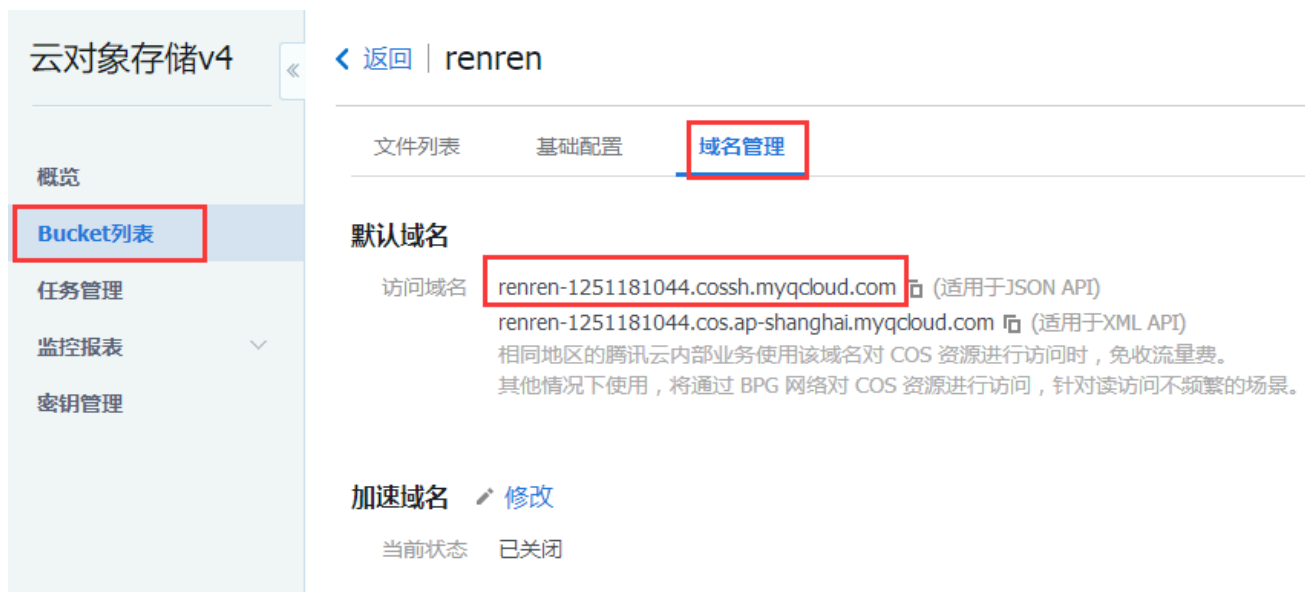 云对象存储v4
概览
Bucket列表
任务管理
监控报表
密钥管理
返回 | renren
文件列表 基础配置 域名管理
默认域名
访问域名 renren-1251181044.cossh.myqcloud.com (适用于JSON API)
renren-1251181044.cos.ap-shanghai.myqcloud.com (适用于XML API)
相同地区的腾讯云内部业务使用该域名对 COS 资源进行访问时，免收流量费。
其他情况下使用，将通过 BPG 网络对 COS 资源进行访问，针对读访问不频繁的场景。
加速域名 修改
当前状态 已关闭